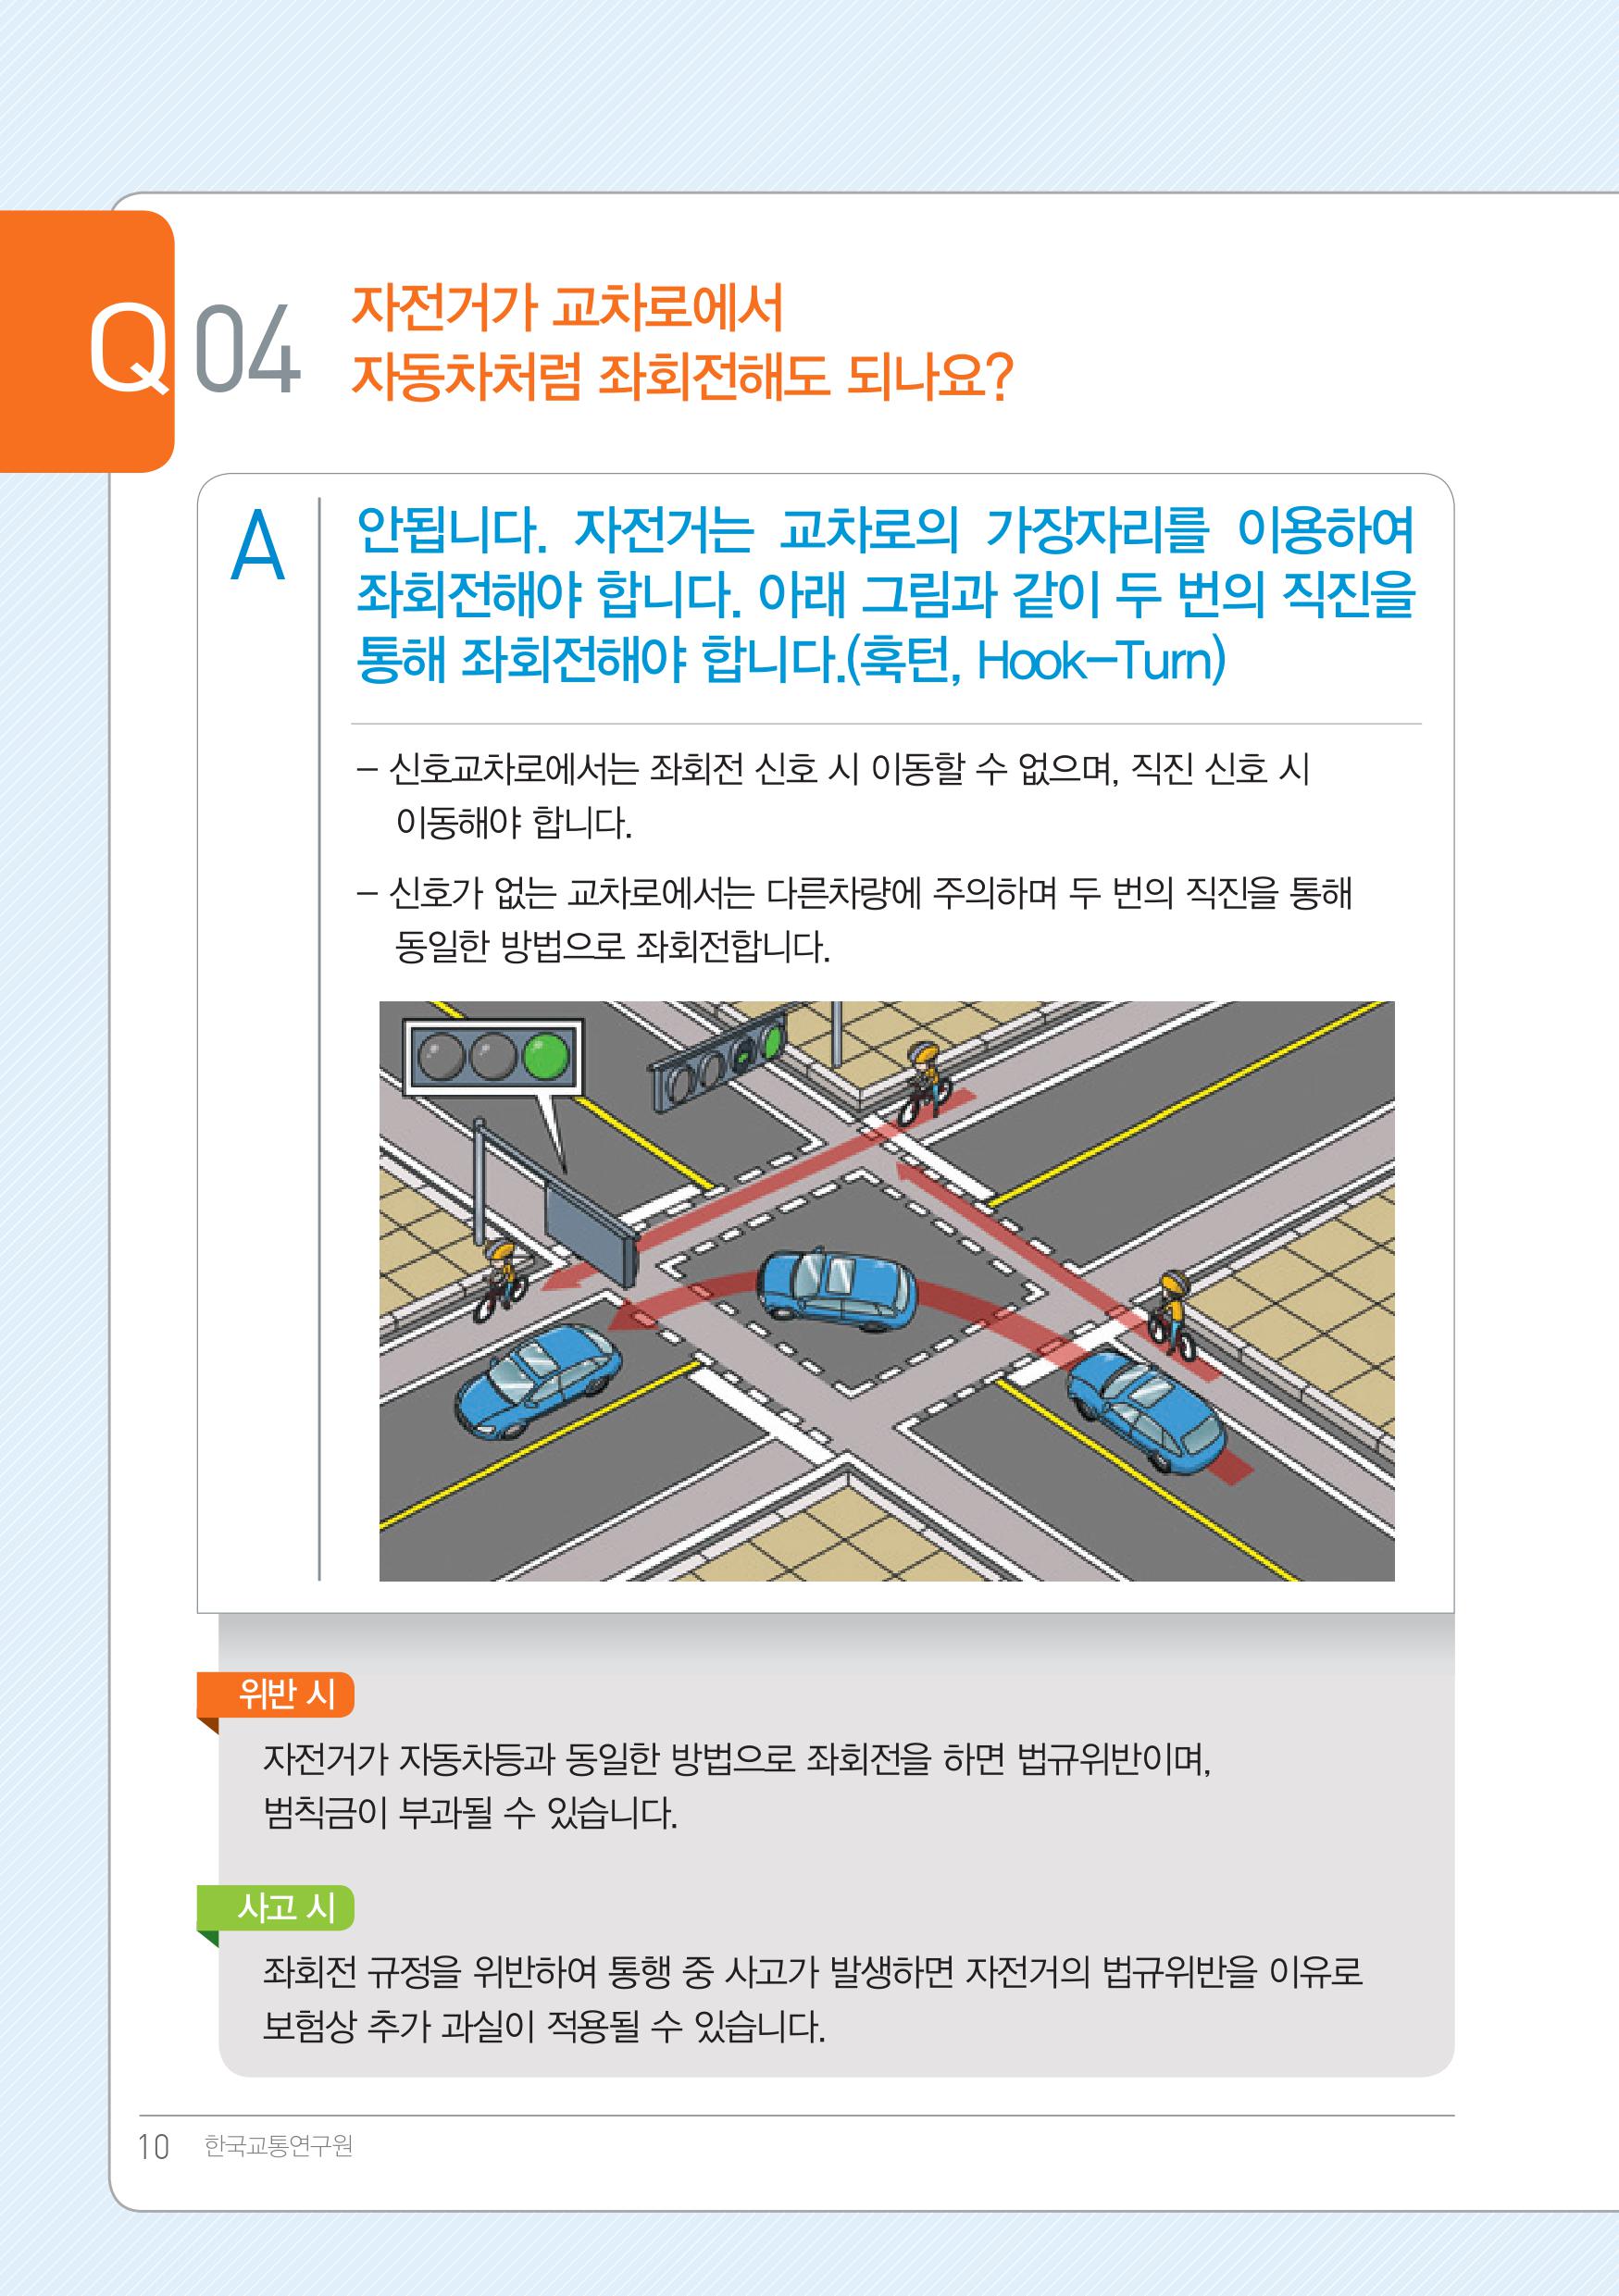 Q 04
자전거가 교차로에서
자동차처럼 좌회전해도 되나요?
A
안됩니다. 자전거는 교차로의 가장자리를 이용하여
좌회전해야 합니다. 아래 그림과 같이 두 번의 직진을
통해 좌회전해야 합니다.(훅턴, Hook-Turn)
- 신호교차로에서는 좌회전 신호 시 이동할 수 없으며, 직진 신호 시
이동해야 합니다.
- 신호가 없는 교차로에서는 다른차량에 주의하며 두 번의 직진을 통해
동일한 방법으로 좌회전합니다.
위반 시
자전거가 자동차등과 동일한 방법으로 좌회전을 하면 법규위반이며,
범칙금이 부과될 수 있습니다.
사고 시
좌회전 규정을 위반하여 통행 중 사고가 발생하면 자전거의 법규위반을 이유로
보험상 추가 과실이 적용될 수 있습니다.
10 한국교통연구원